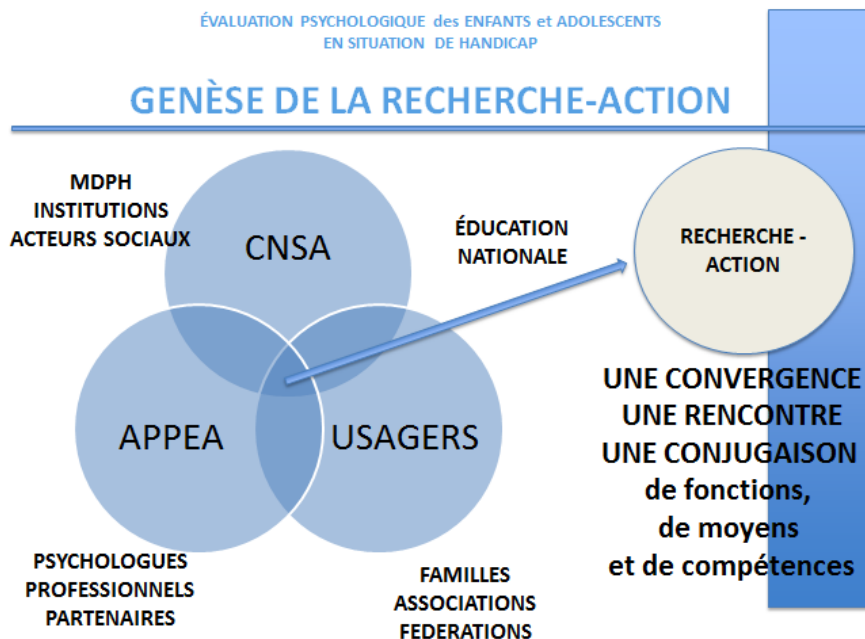 ÉVALUATION PSYCHOLOGIQUE des ENFANTS et ADOLESCENTS
EN SITUATION DE HANDICAP
GENÈSE DE LA RECHERCHE-ACTION
MDPH
INSTITUTIONS
ACTEURS SOCIAUX
CNSA
ÉDUCATION
NATIONALE
RECHERCHE -
ACTION
APPEA
USAGERS
UNE CONVERGENCE
UNE RENCONTRE
UNE CONJUGAISON
de fonctions,
de moyens
et de compétences
PSYCHOLOGUES
PROFESSIONNELS
PARTENAIRES
FAMILLES
ASSOCIATIONS
FEDERATIONS